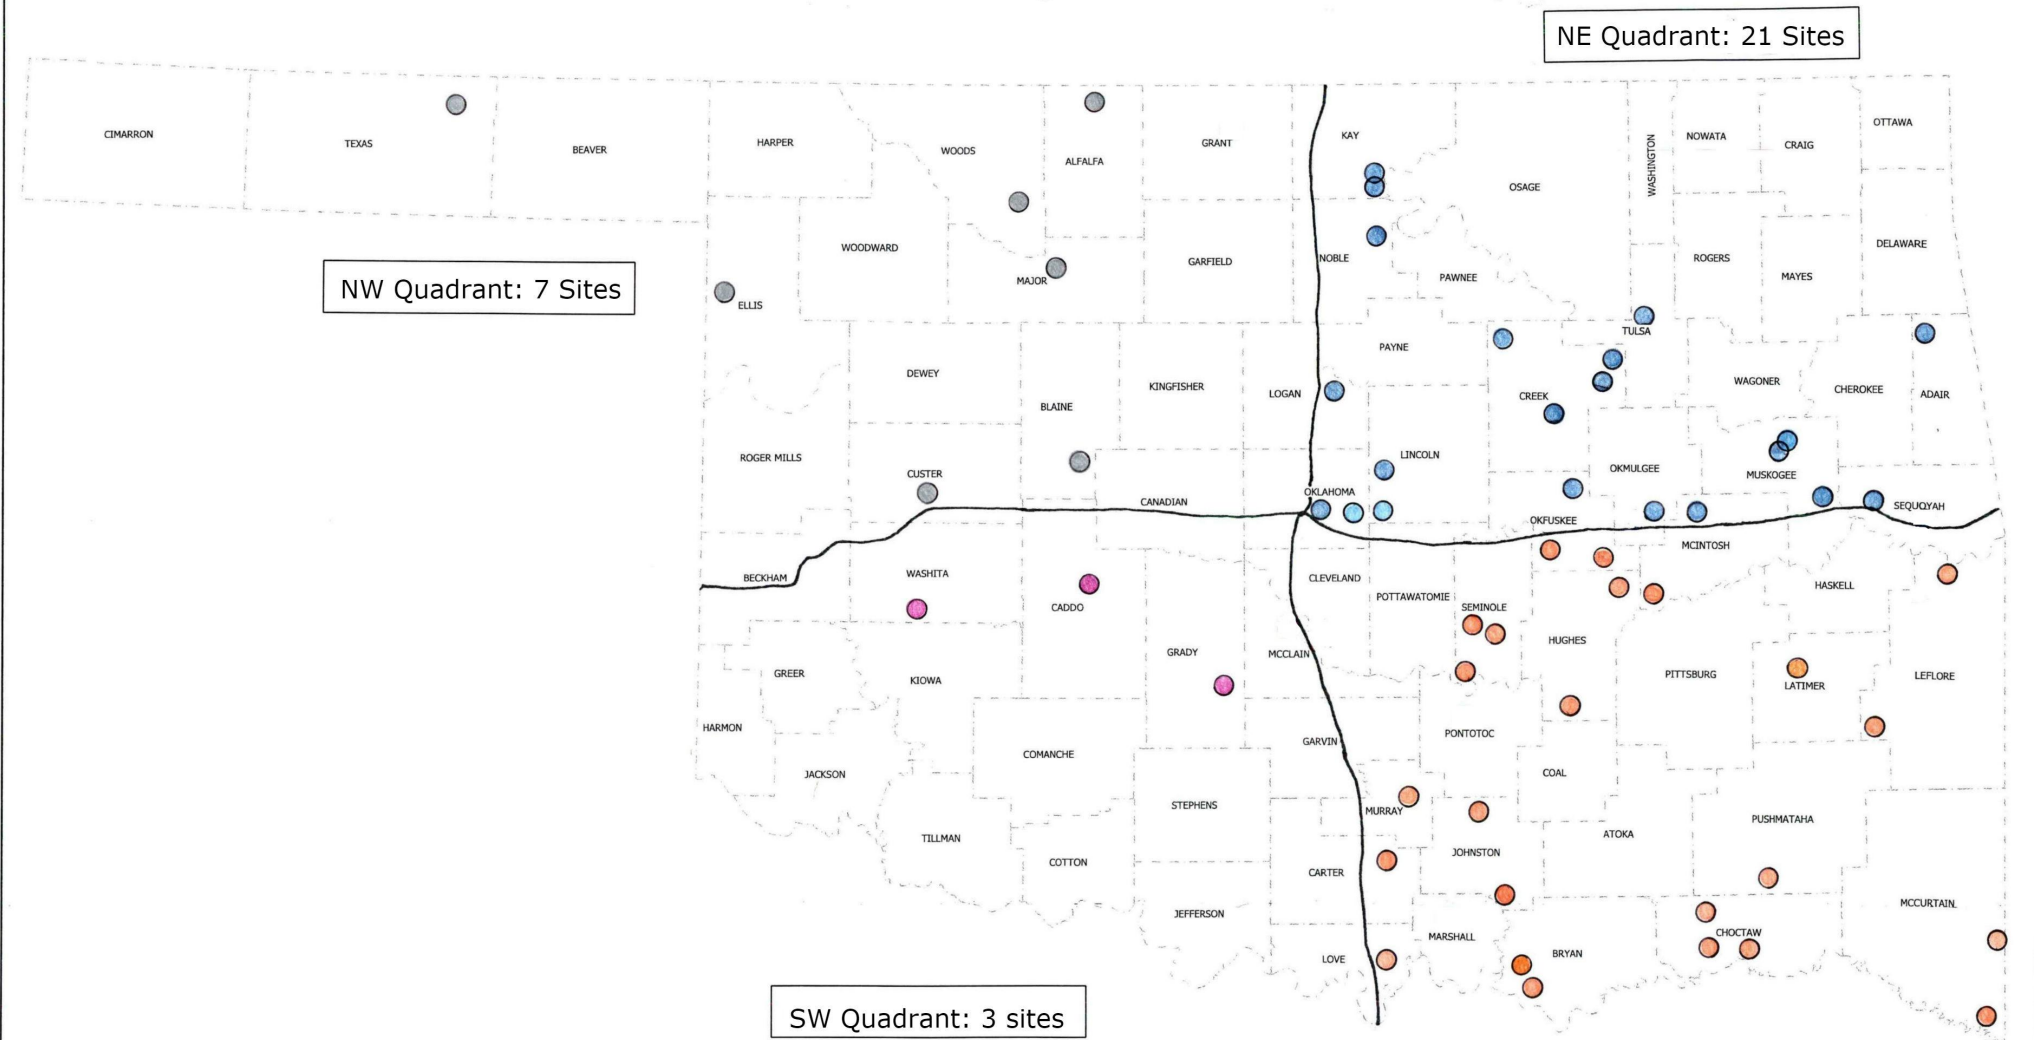 NE Quadrant: 21 Sites
CIMARRON
TEXAS
BEAVER
HARPER
WOODS
ALFALFA
GRANT
KAY
OSAGE
WASHINGTON
NOWATA
CRAIG
OTTAWA
NW Quadrant: 7 Sites
ELLIS
WOODWARD
MAJOR
GARFIELD
NOBLE
PAWNEE
ROGERS
MAYES
DELAWARE
DEWEY
BLAINE
KINGFISHER
LOGAN
PAYNE
CREEK
TULSA
WAGONER
CHEROKEE
ADAIR
ROGER MILLS
CUSTER
CANADIAN
OKLAHOMA
LINCOLN
OKFUSKEE
OKMULGEE
MUSKOGEE
SEQUOYAH
BECKHAM
WASHITA
CADDO
GRADY
MCCLAIN
CLEVELAND
POTTAWATOMIE
SEMINOLE
HUGHES
MCINTOSH
HASKELL
GREER
KIOWA
PITTSBURG
LATIMER
LEFLORE
HARMON
JACKSON
COMANCHE
GARVIN
PONTOTOC
COAL
TILLMAN
COTTON
STEPHENS
MURRAY
JOHNSTON
ATOKA
PUSHMATAHA
JEFFERSON
CARTER
LOVE
MARSHALL
BRYAN
CHOCTAW
MCCURTAIN
SW Quadrant: 3 sites